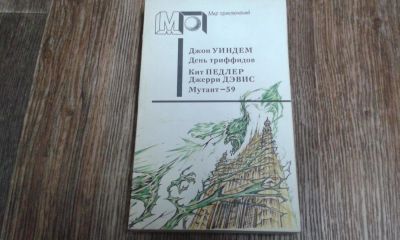 МП Мир приключений
Джон УИНДЕМ
День триффидов
Кит ПЕДЛЕР
Джерри ДЭВИС
Мутант—59